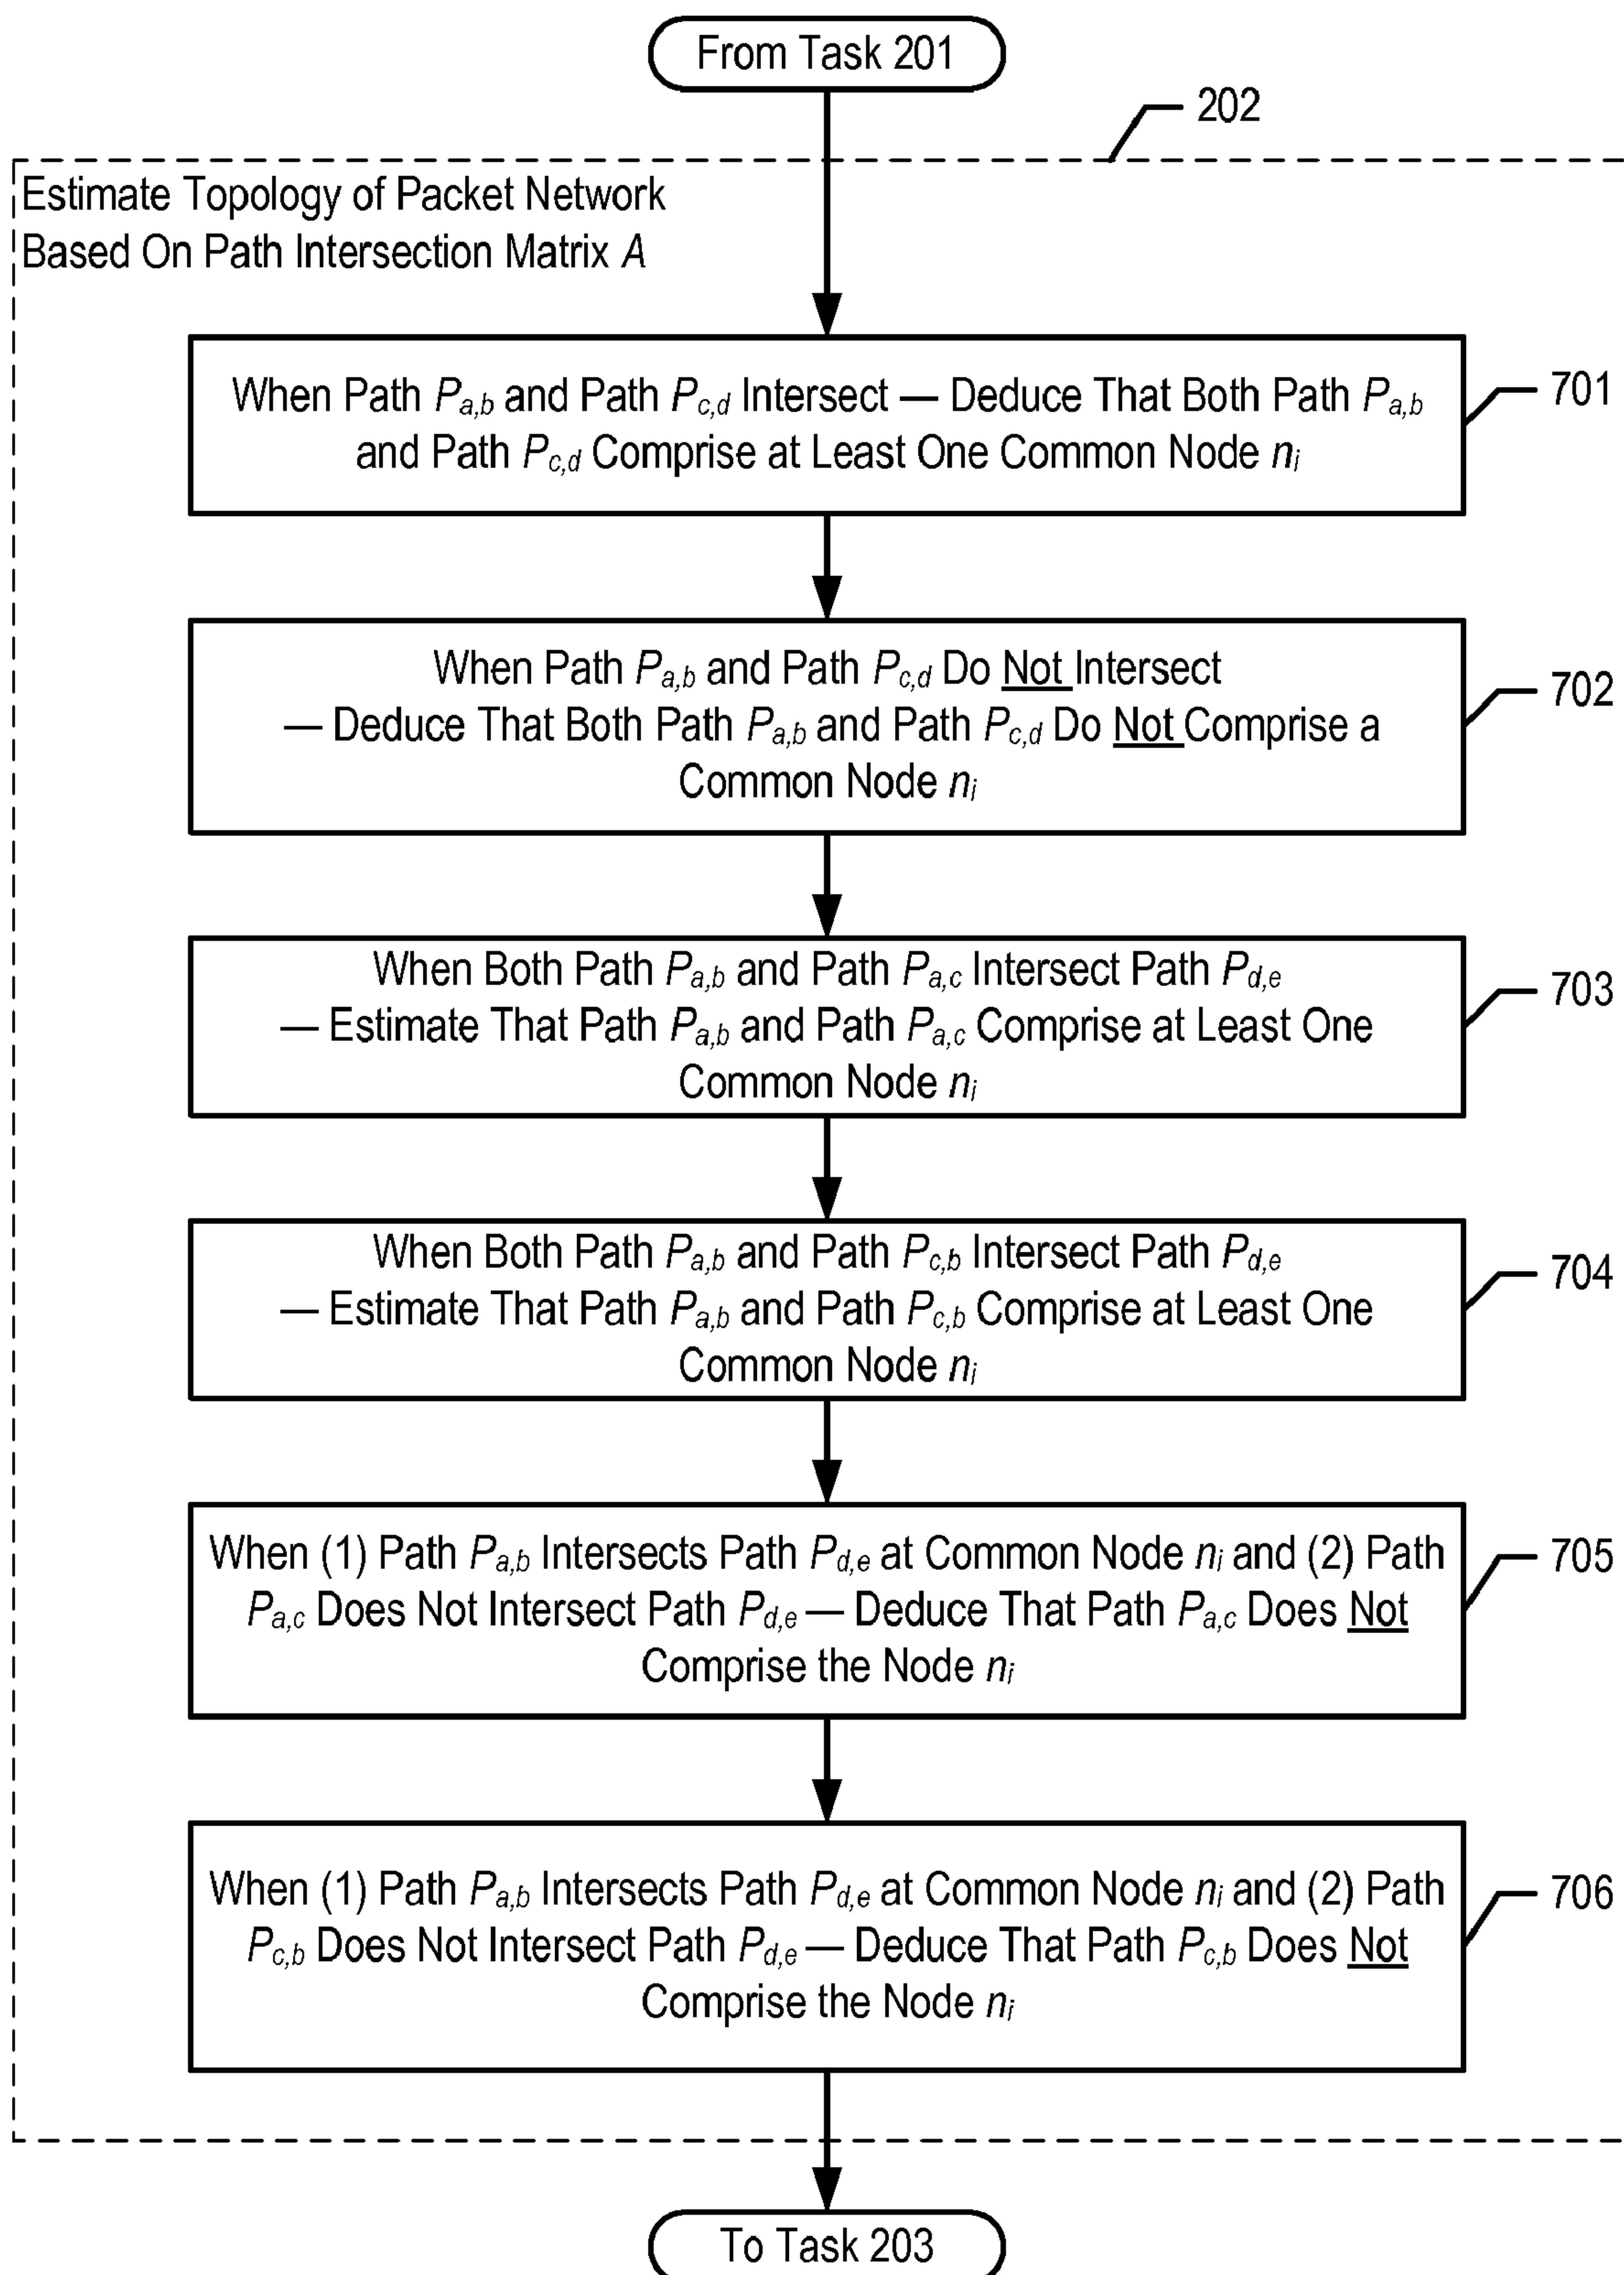 From Task 201
202
Estimate Topology of Packet Network
Based On Path Intersection Matrix A
When Path Pa,b and Path Pc,d Intersect — Deduce That Both Path Pa,b
and Path Pc,d Comprise at Least One Common Node ni
701
When Path Pa,b and Path Pc,d Do Not Intersect
— Deduce That Both Path Pa,b and Path Pc,d Do Not Comprise a
Common Node ni
702
When Both Path Pa,b and Path Pa,c Intersect Path Pd,e
— Estimate That Path Pa,b and Path Pa,c Comprise at Least One
Common Node ni
703
When Both Path Pa,b and Path Pc,b Intersect Path Pd,e
— Estimate That Path Pa,b and Path Pc,b Comprise at Least One
Common Node ni
704
When (1) Path Pa,b Intersects Path Pd,e at Common Node ni and (2) Path
Pa,c Does Not Intersect Path Pd,e — Deduce That Path Pa,c Does Not
Comprise the Node ni
705
When (1) Path Pa,b Intersects Path Pd,e at Common Node ni and (2) Path
Pc,b Does Not Intersect Path Pd,e — Deduce That Path Pc,b Does Not
Comprise the Node ni
706
To Task 203